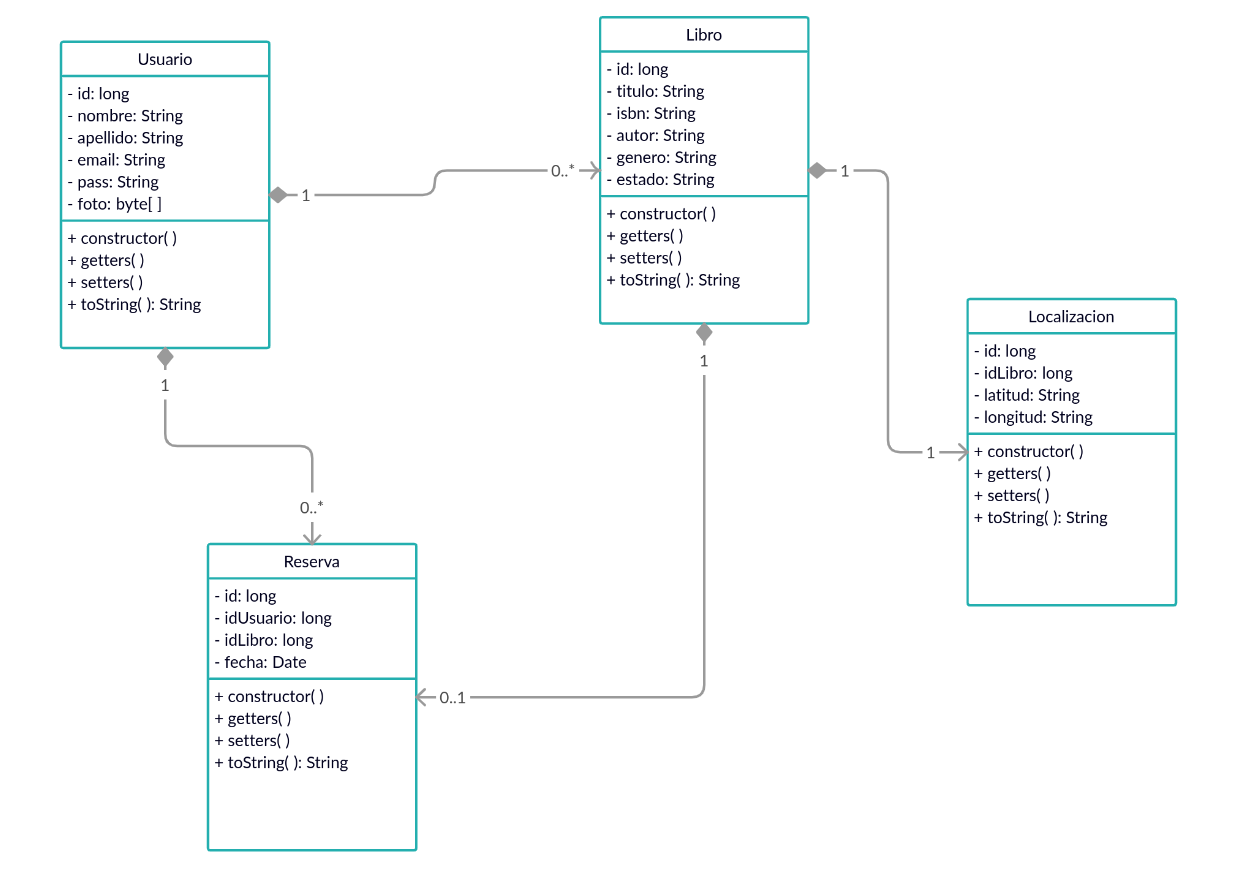 Usuario
- id: long
- nombre: String
- apellido: String
- email: String
- pass: String
- foto: byte[ ]
+ constructor( )
+ getters( )
+ setters( )
+ toString( ): String
1
0..*
1
0..*
Libro
- id: long
- titulo: String
- isbn: String
- autor: String
- genero: String
- estado: String
+ constructor( )
+ getters( )
+ setters( )
+ toString( ): String
1
1
1
0..1
Localizacion
- id: long
- idLibro: long
- latitud: String
- longitud: String
+ constructor( )
+ getters( )
+ setters( )
+ toString( ): String
Reserva
- id: long
- idUsuario: long
- idLibro: long
- fecha: Date
+ constructor( )
+ getters( )
+ setters( )
+ toString( ): String